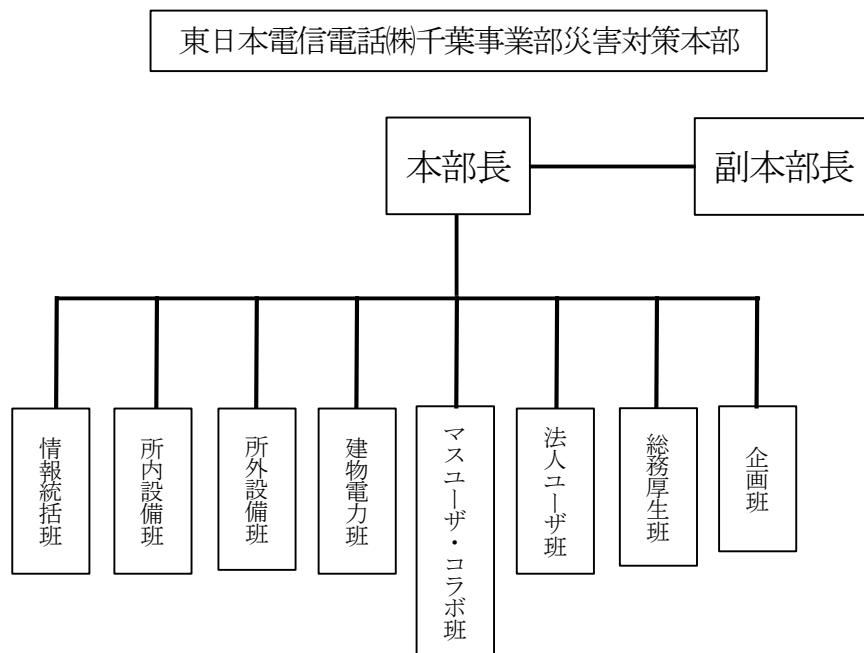 東日本電信電話㈱千葉事業部災害対策本部
本部長
副本部長
情報統括班
所内設備班
所外設備班
建物電力班
マスユーザ・コラボ班
法人ユーザ班
総務厚生班
企画班